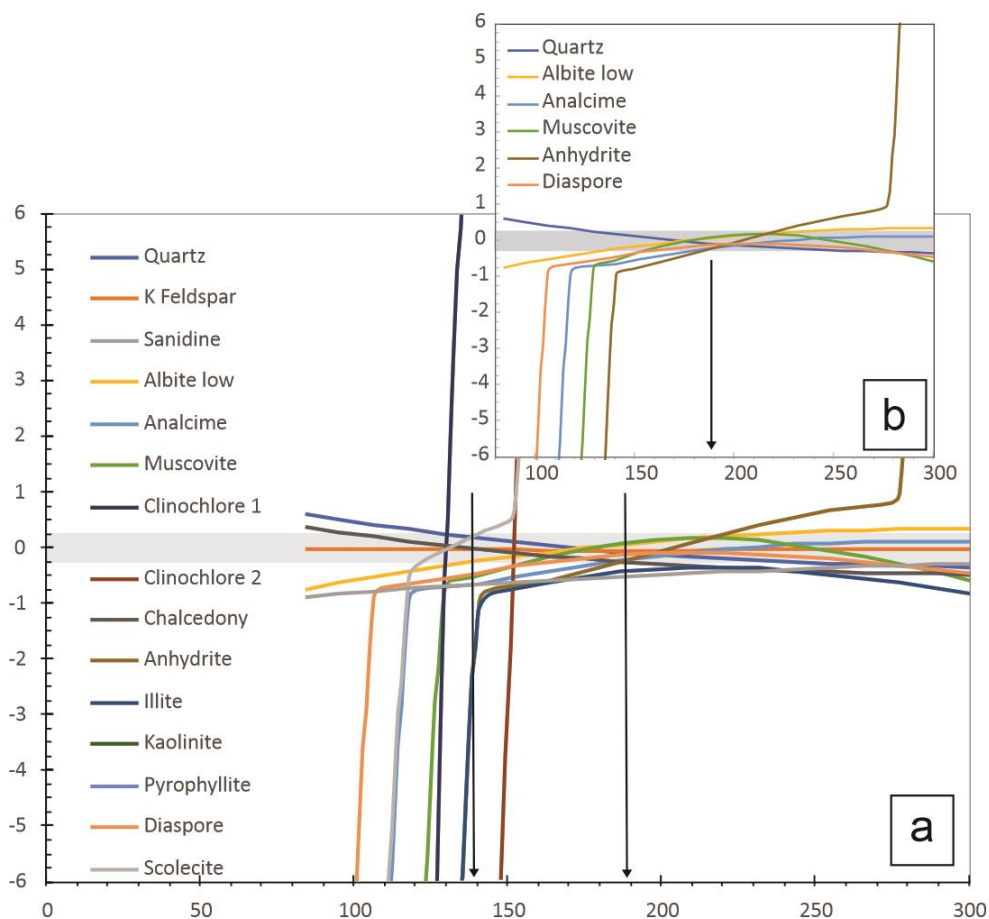 6
5
4
3
2
1
0
-1
-2
-3
-4
-5
-6
Quartz
Albite low
Analcime
Muscovite
Anhydrite
Diaspore
b
100
150
200
250
300
6
5
4
3
2
1
0
-1
-2
-3
-4
-5
-6
Quartz
K Feldspar
Sanidine
Albite low
Analcime
Muscovite
Clinochlore 1
Clinochlore 2
Chalcedony
Anhydrite
Illite
Kaolinite
Pyrophyllite
Diaspore
Scolecite
a
0
50
100
150
200
250
300